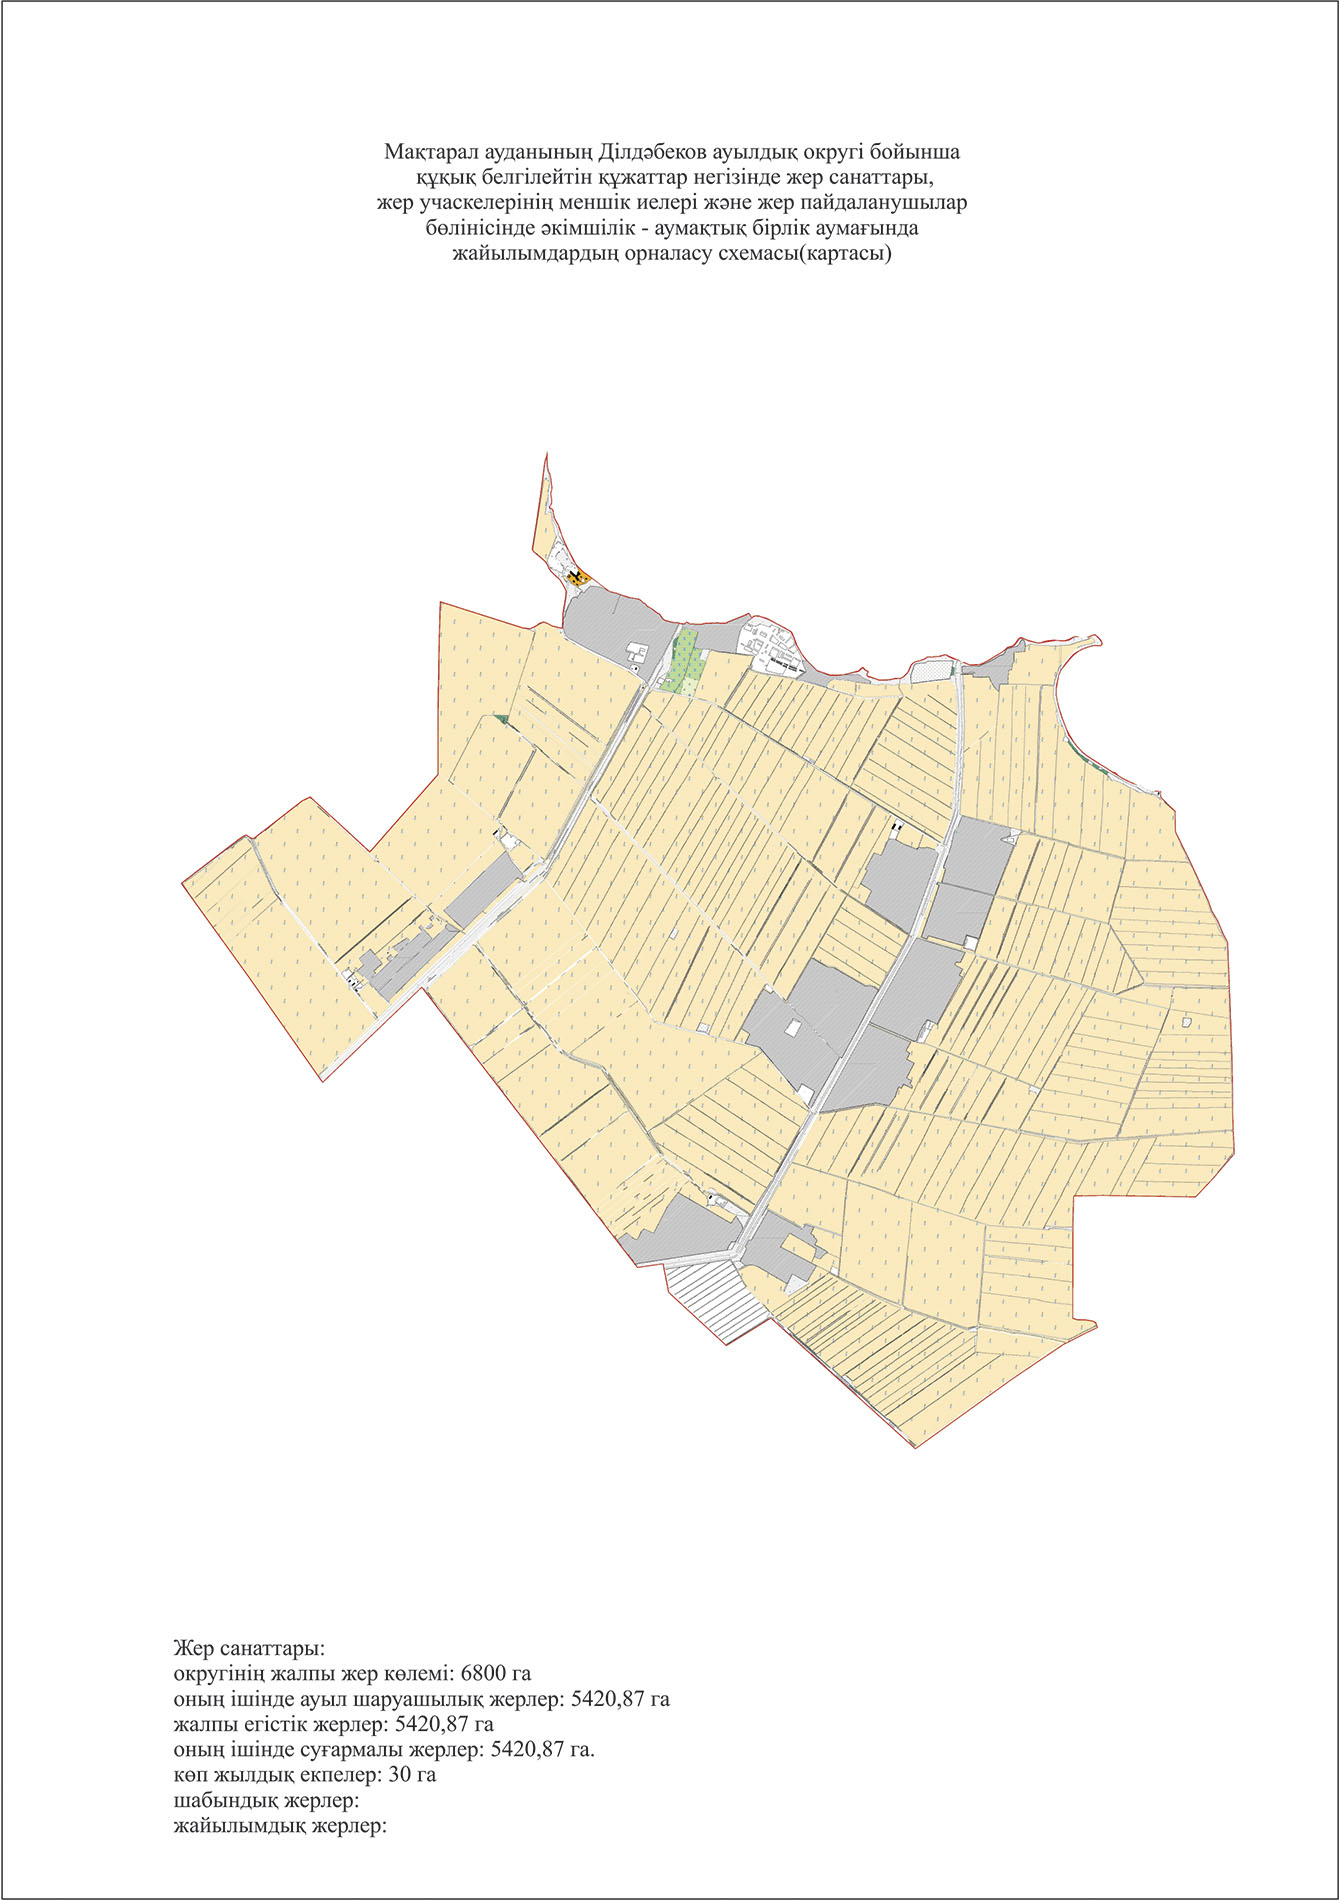 Мақтарал ауданының Ділдәбеков ауылдық округі бойынша
құқық белгілейтін құжаттар негізінде жер санаттары,
жер учаскелерінің меншік иелері және жер пайдаланушылар
бөлінісінде әкімшілік - аумақтық бірлік аумағында
жайылымдардың орналасу схемасы(картасы)
Жер санаттары:
округінің жалпы жер көлемі: 6800 га
оның ішінде ауыл шаруашылық жерлер: 5420,87 га
жалпы егістік жерлер: 5420,87 га
оның ішінде суғармалы жерлер: 5420,87 га.
көп жылдық екпелер: 30 га
шабындық жерлер:
жайылымдық жерлер: